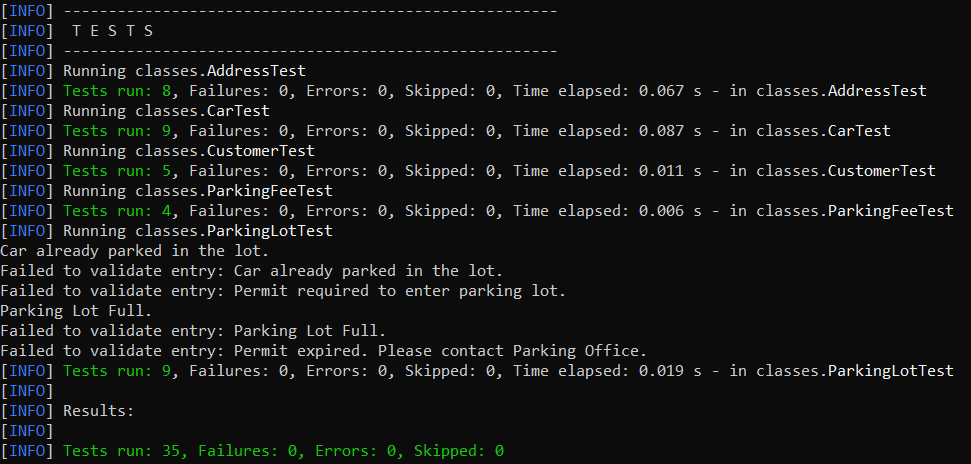 [INFO] -------------------------------------------------------
[INFO]  T E S T S
[INFO] -------------------------------------------------------
[INFO] Running classes.AddressTest
[INFO] Tests run: 8, Failures: 0, Errors: 0, Skipped: 0, Time elapsed: 0.067 s - in classes.AddressTest
[INFO] Running classes.CarTest
[INFO] Tests run: 9, Failures: 0, Errors: 0, Skipped: 0, Time elapsed: 0.087 s - in classes.CarTest
[INFO] Running classes.CustomerTest
[INFO] Tests run: 5, Failures: 0, Errors: 0, Skipped: 0, Time elapsed: 0.011 s - in classes.CustomerTest
[INFO] Running classes.ParkingFeeTest
[INFO] Tests run: 4, Failures: 0, Errors: 0, Skipped: 0, Time elapsed: 0.006 s - in classes.ParkingFeeTest
[INFO] Running classes.ParkingLotTest
Car already parked in the lot.
Failed to validate entry: Car already parked in the lot.
Failed to validate entry: Permit required to enter parking lot.
Parking Lot Full.
Failed to validate entry: Parking Lot Full.
Failed to validate entry: Permit expired. Please contact Parking Office.
[INFO] Tests run: 9, Failures: 0, Errors: 0, Skipped: 0, Time elapsed: 0.019 s - in classes.ParkingLotTest
[INFO]
[INFO] Results:
[INFO]
[INFO] Tests run: 35, Failures: 0, Errors: 0, Skipped: 0